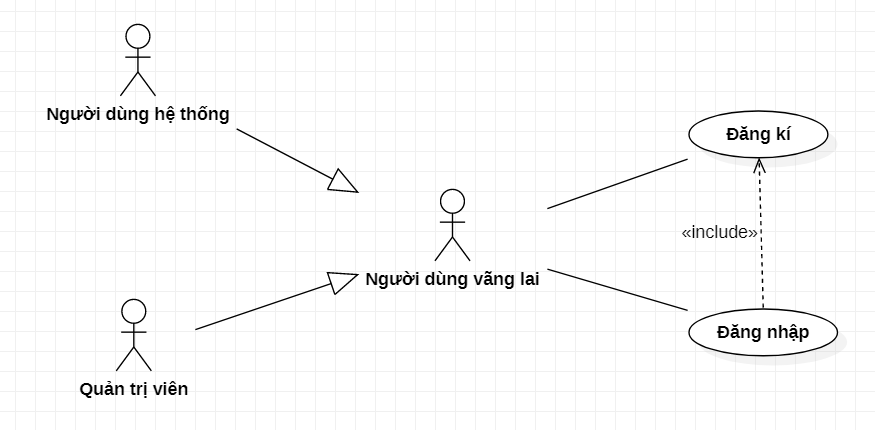 Người dùng hệ thống
Đăng kí
«include»
Người dùng vãng lai
Đăng nhập
Quản trị viên